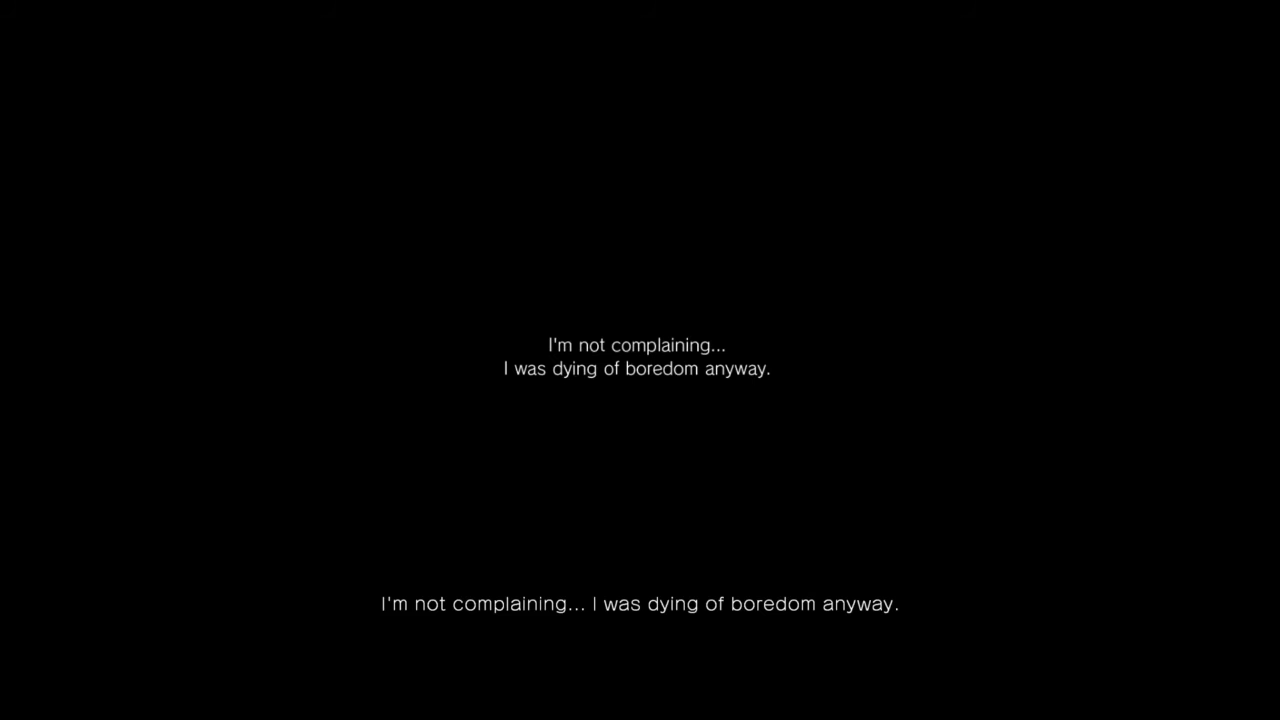 I'm not complaining...
I was dying of boredom anyway.
I'm not complaining... I was dying of boredom anyway.